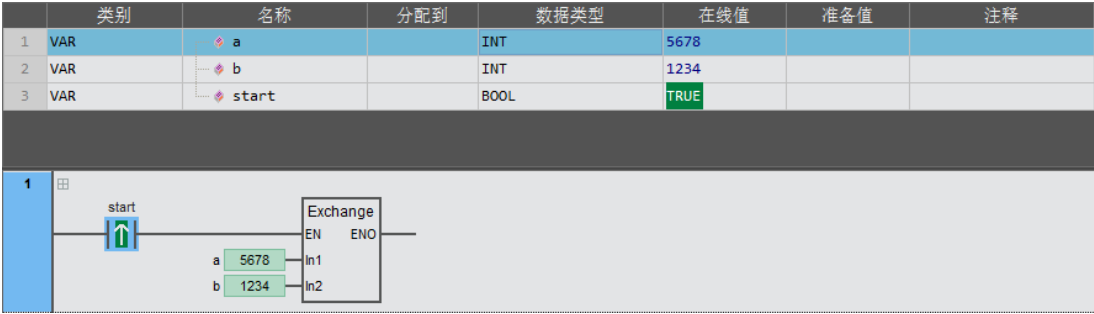 类别 名称 分配到 数据类型 在线值 准备值 注释
1 VAR a INT 5678
2 VAR b INT 1234
3 VAR start BOOL TRUE
1
start
Exchange
EN ENO
a 5678 In1
b 1234 In2